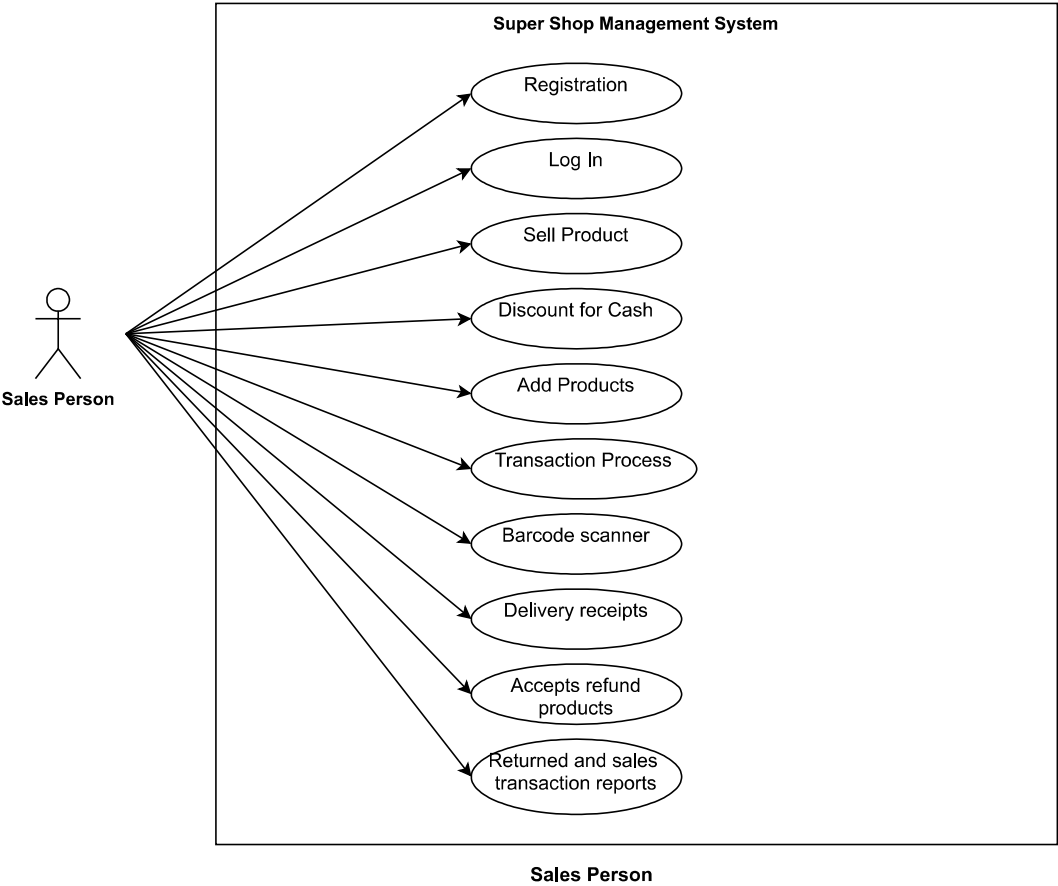 Super Shop Management System
Registration
Log In
Sell Product
Discount for Cash
Add Products
Sales Person
Transaction Process
Barcode scanner
Delivery receipts
Accepts refund
products
Returned and sales
transaction reports
Sales Person